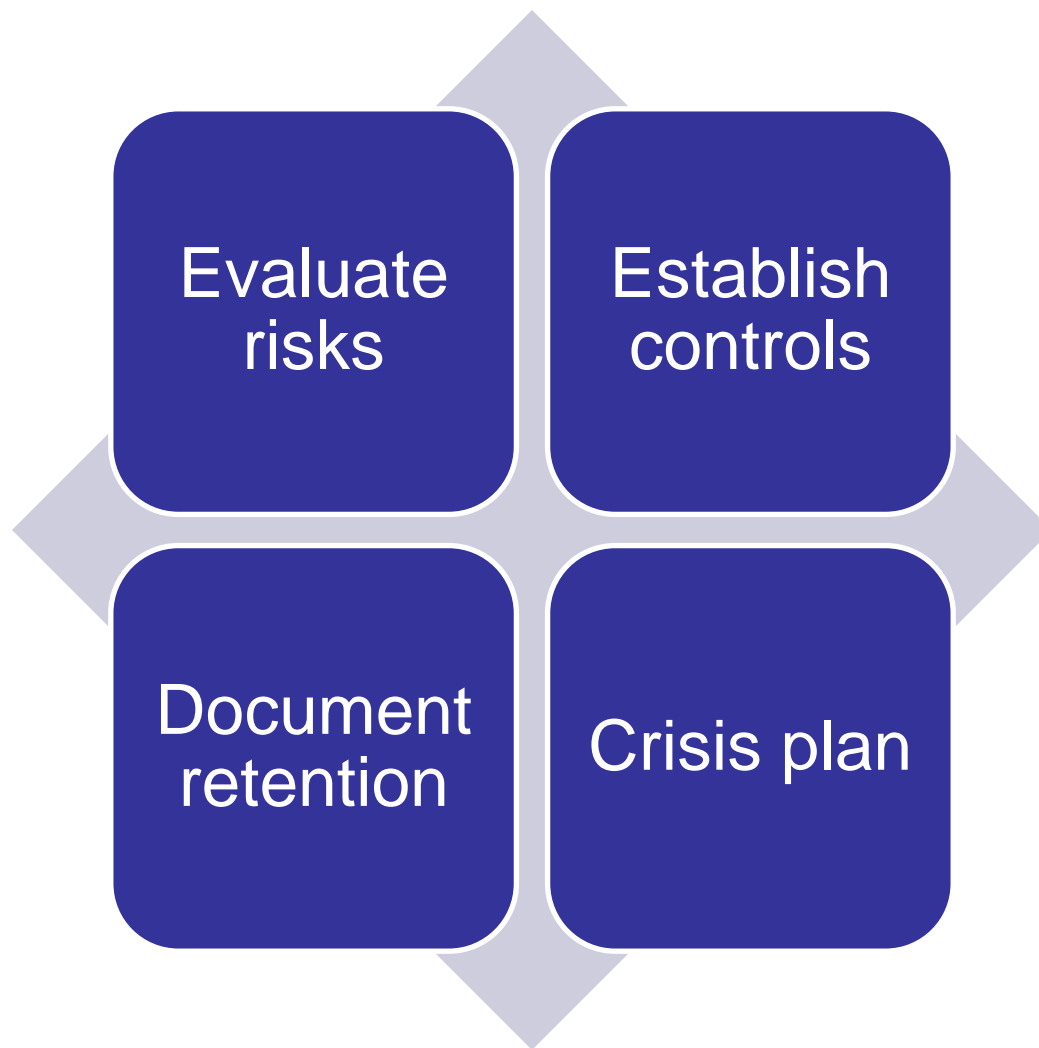 Evaluate
risks
Establish
controls
Document
retention
Crisis plan